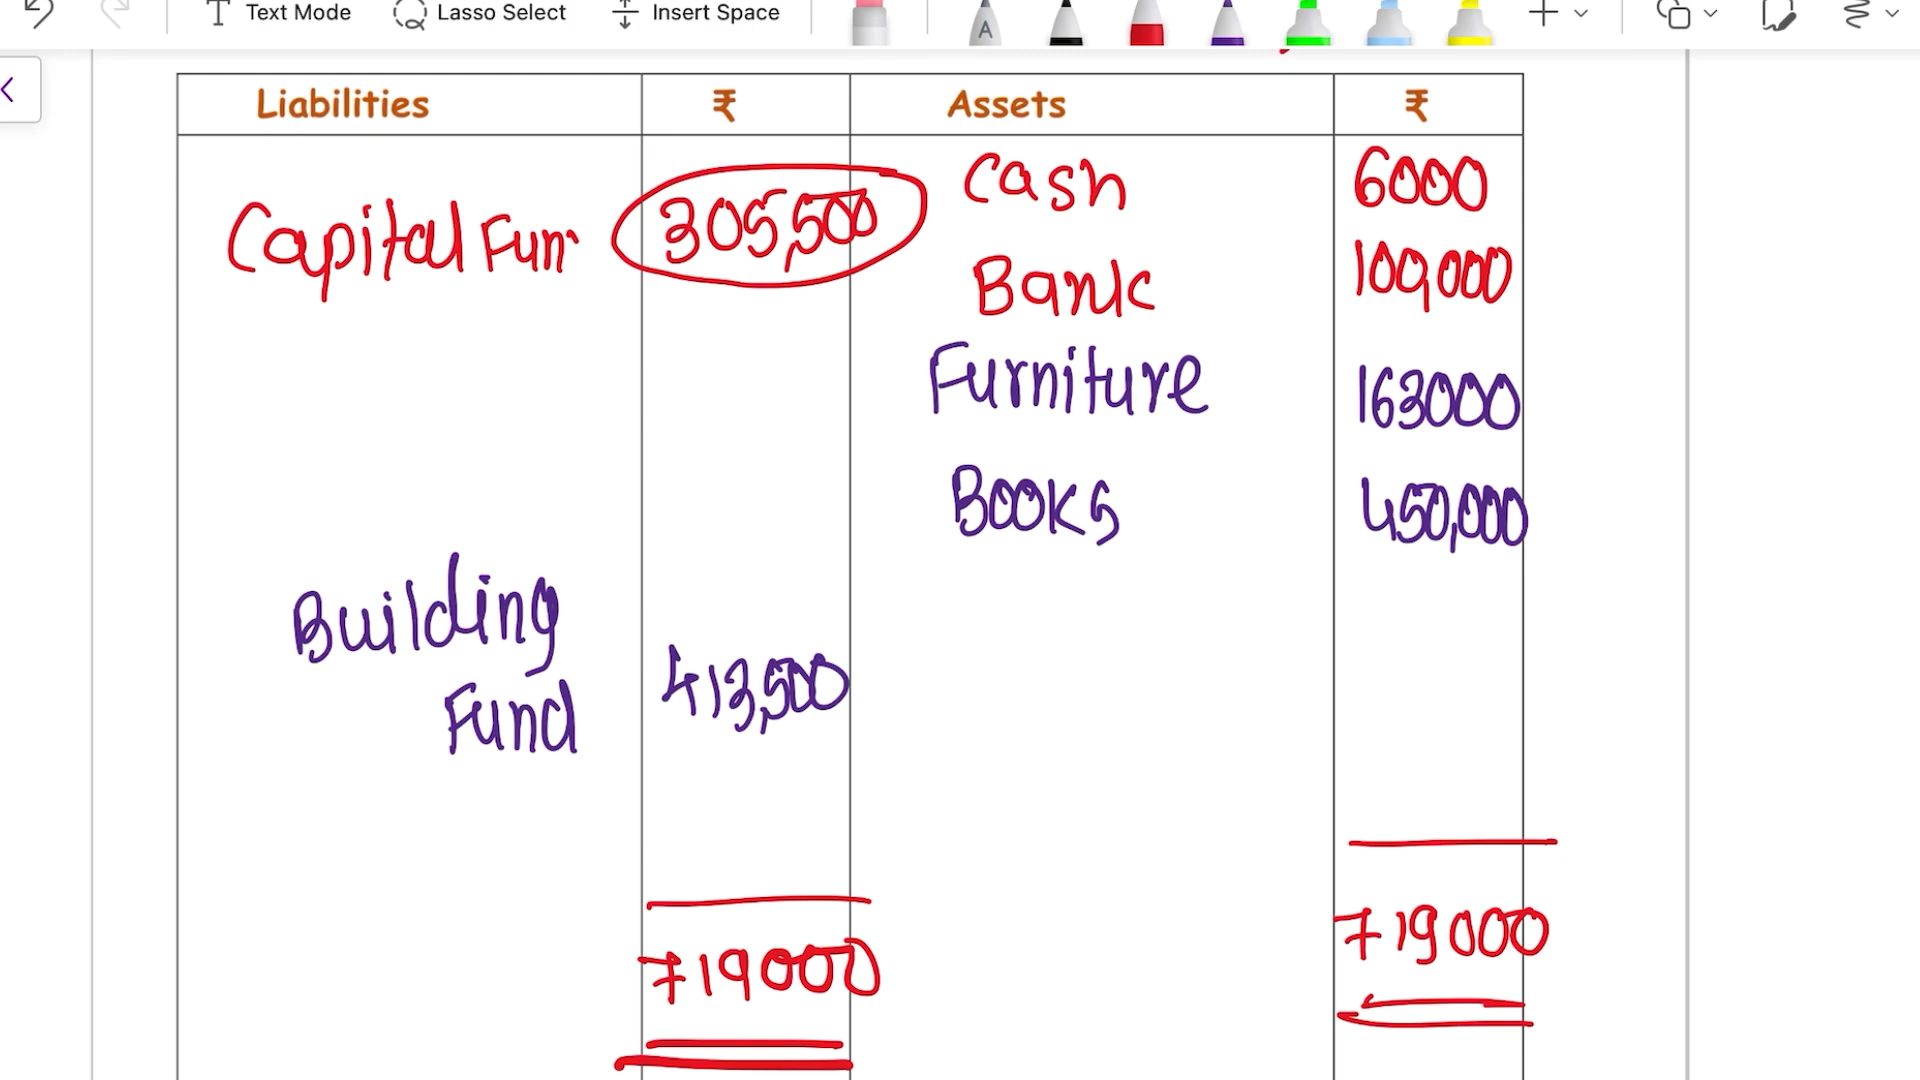 Text Mode Lasso Select Insert Space
A
Liabilities ₹ Assets ₹
Capital Fun 305,500 Cash 6000
Bank 100,000
Furniture 163000
Books 450,000
Building
Fund 413,500
719000 719000